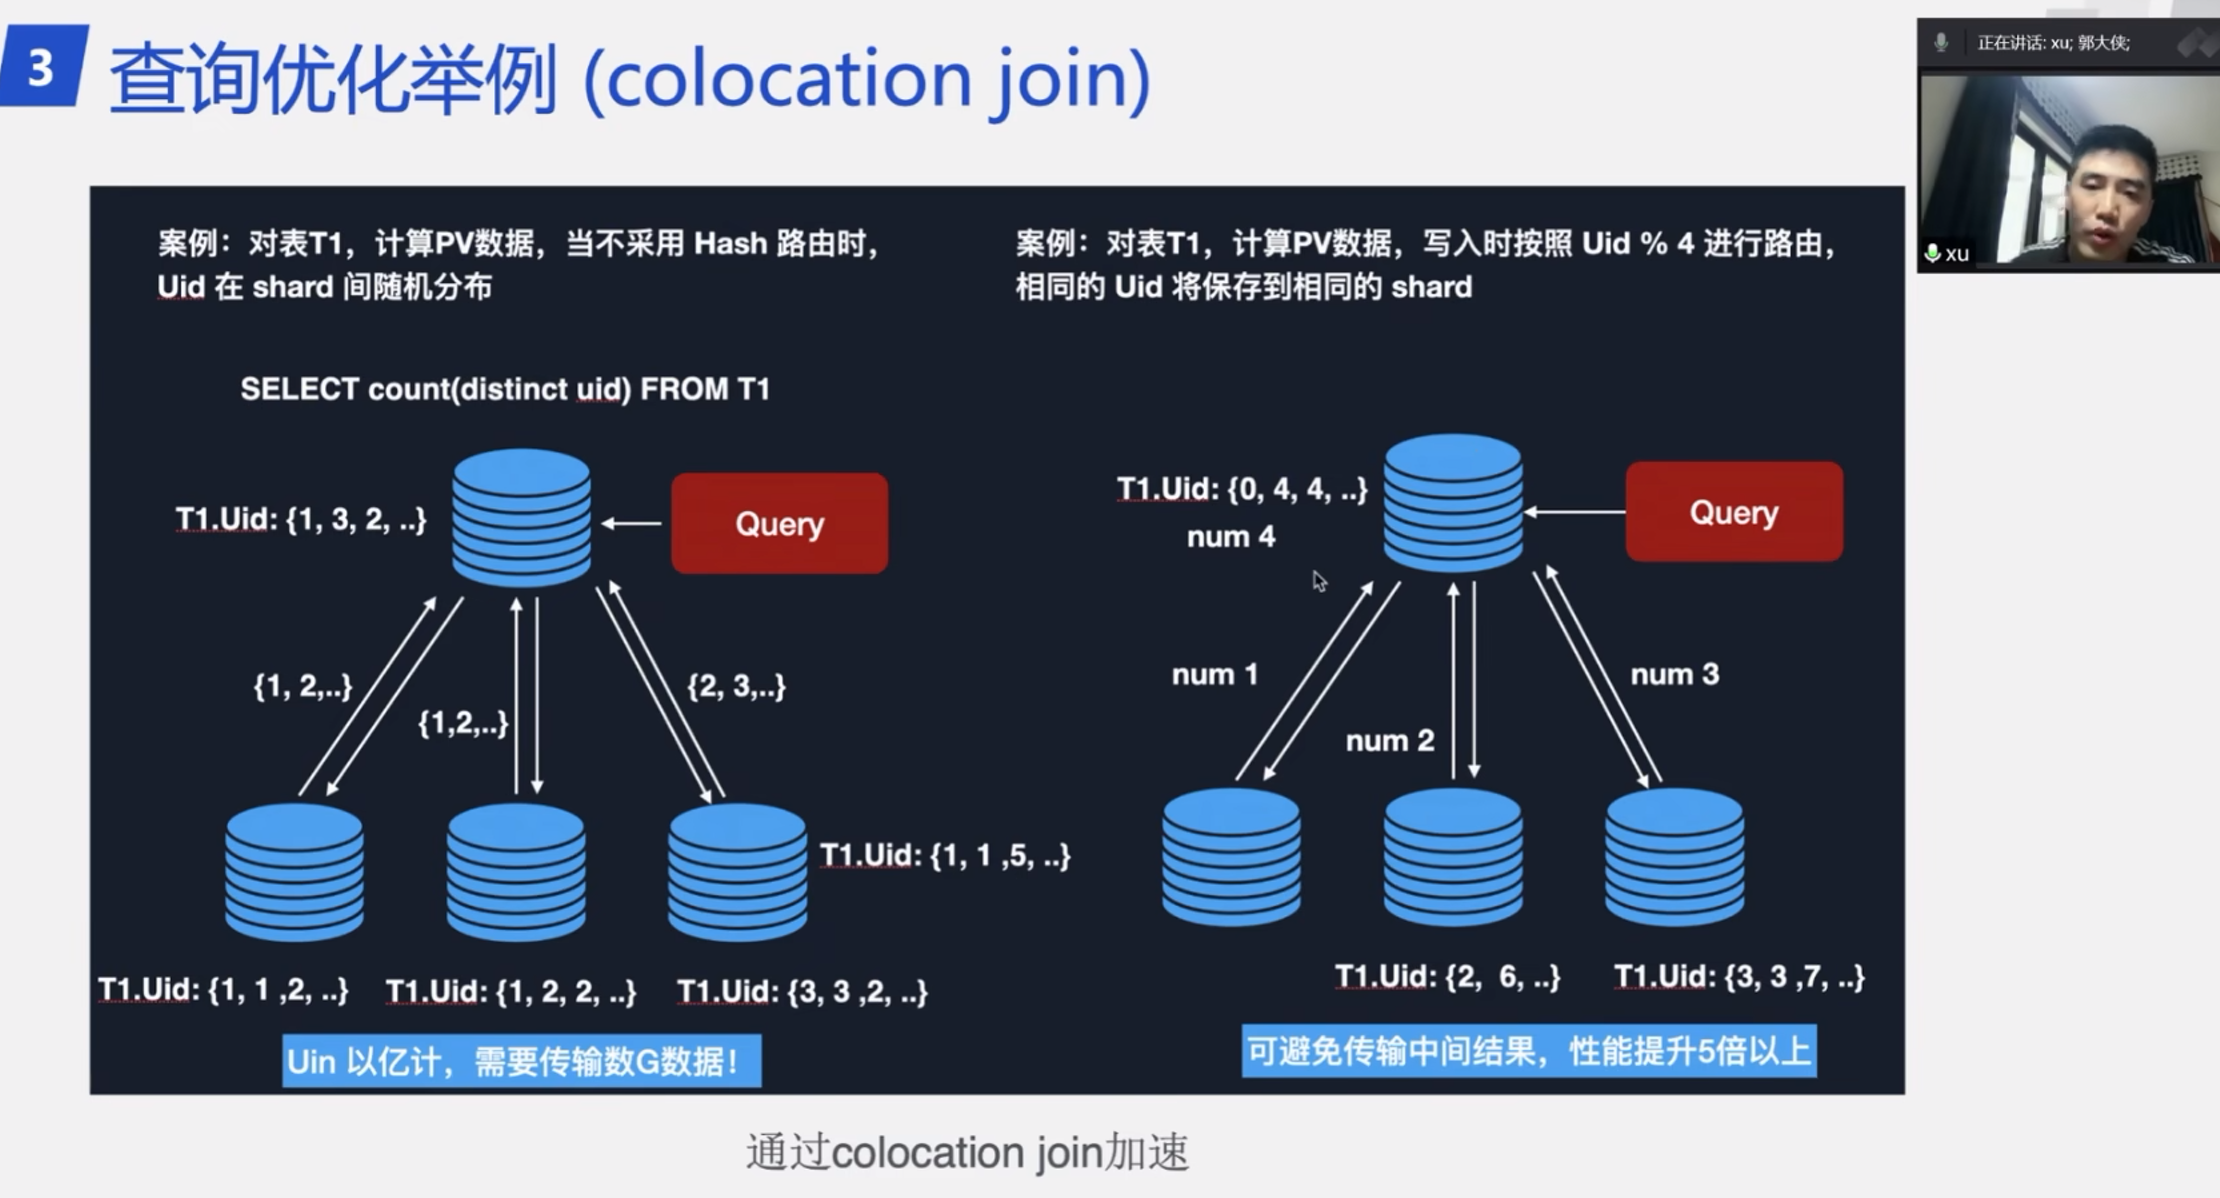 3
查询优化举例 (colocation join)
正在讲话: xu; 郭大侠;
xu
案例：对表T1，计算PV数据，当不采用 Hash 路由时，
Uid 在 shard 间随机分布
SELECT count(distinct uid) FROM T1
T1.Uid: {1, 3, 2, ..}
Query
{1, 2,..}
{1,2,..}
{2, 3,..}
T1.Uid: {1, 1 ,5, ..}
T1.Uid: {1, 1 ,2, ..}
T1.Uid: {1, 2, 2, ..}
T1.Uid: {3, 3 ,2, ..}
Uin 以亿计，需要传输数G数据！
案例：对表T1，计算PV数据，写入时按照 Uid % 4 进行路由，
相同的 Uid 将保存到相同的 shard
T1.Uid: {0, 4, 4, ..}
num 4
Query
num 1
num 2
num 3
T1.Uid: {2, 6, ..}
T1.Uid: {3, 3 ,7, ..}
可避免传输中间结果，性能提升5倍以上
通过colocation join加速